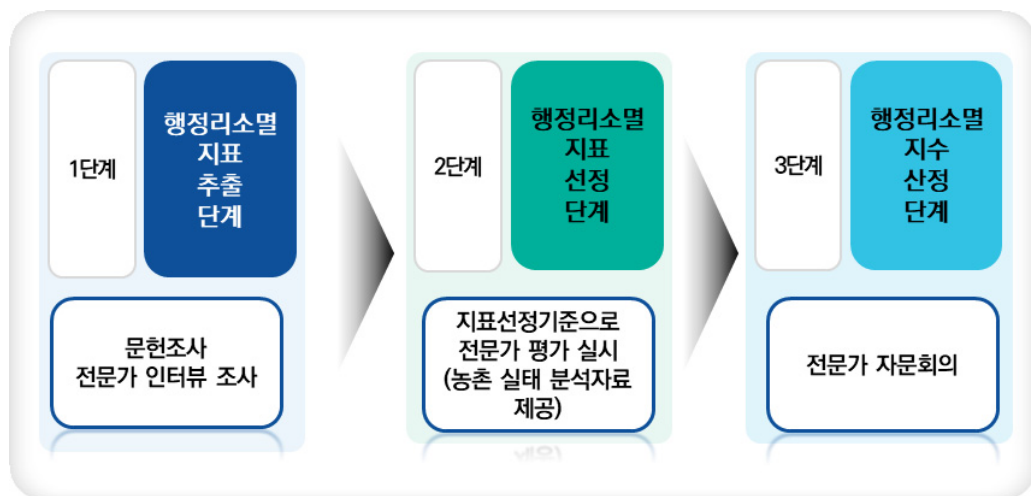 1단계
행정리소멸
지표
추출
단계
문헌조사
전문가 인터뷰 조사
2단계
행정리소멸
지표
선정
단계
지표선정기준으로
전문가 평가 실시
(농촌 실태 분석자료
제공)
3단계
행정리소멸
지수
산정
단계
전문가 자문회의